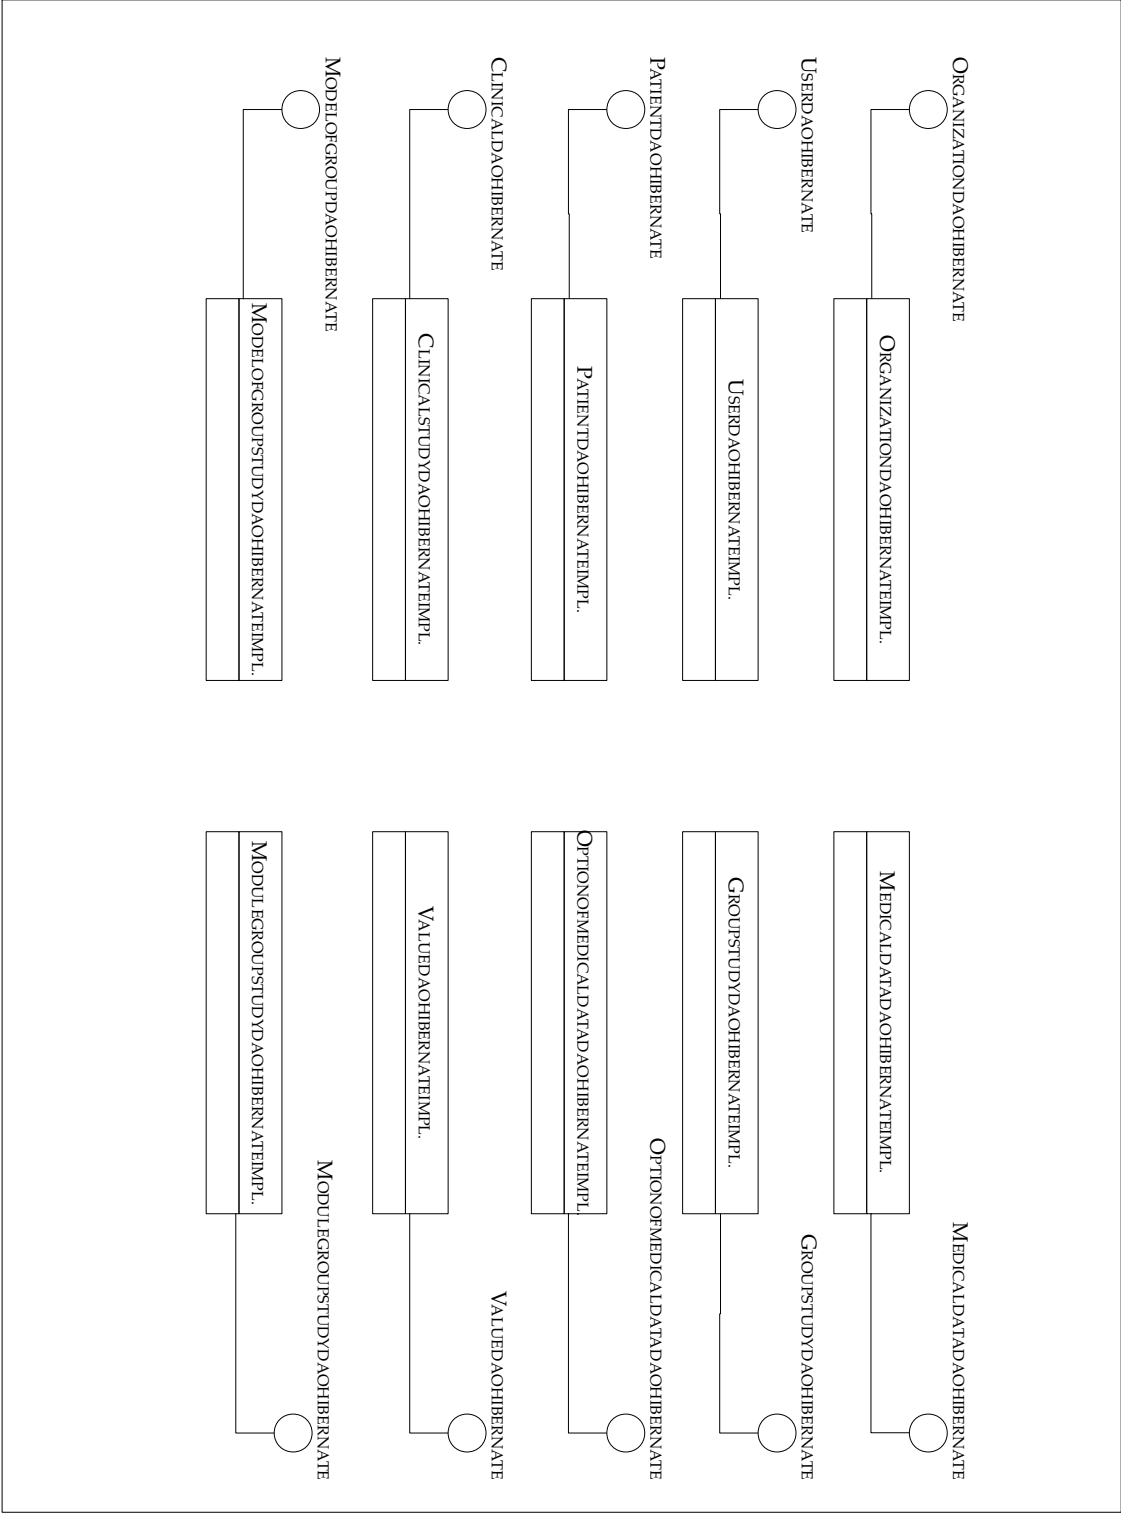 ORGANIZATIONDAOHIBERNATE
ORGANIZATIONDAOHIBERNATEIMPL.
MEDICALDATADAOHIBERNATEIMPL.
MEDICALDATADAOHIBERNATE
USERDAOHIBERNATE
USERDAOHIBERNATEIMPL.
GROUPSTUDYDAOHIBERNATEIMPL.
GROUPSTUDYDAOHIBERNATE
PATIENTDAOHIBERNATE
PATIENTDAOHIBERNATEIMPL.
OPTIONOFMEDICALDATADAOHIBERNATEIMPL.
OPTIONOFMEDICALDATADAOHIBERNATE
CLINICALDAOHIBERNATE
CLINICALSTUDYDAOHIBERNATEIMPL.
VALUEDAOHIBERNATEIMPL.
VALUEDAOHIBERNATE
MODELOFGROUPDAOHIBERNATE
MODELOFGROUPSTUDYDAOHIBERNATEIMPL.
MODULEGROUPSTUDYDAOHIBERNATEIMPL.
MODULEGROUPSTUDYDAOHIBERNATE